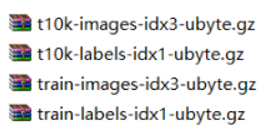 t10k-images-idx3-ubyte.gz
t10k-labels-idx1-ubyte.gz
train-images-idx3-ubyte.gz
train-labels-idx1-ubyte.gz